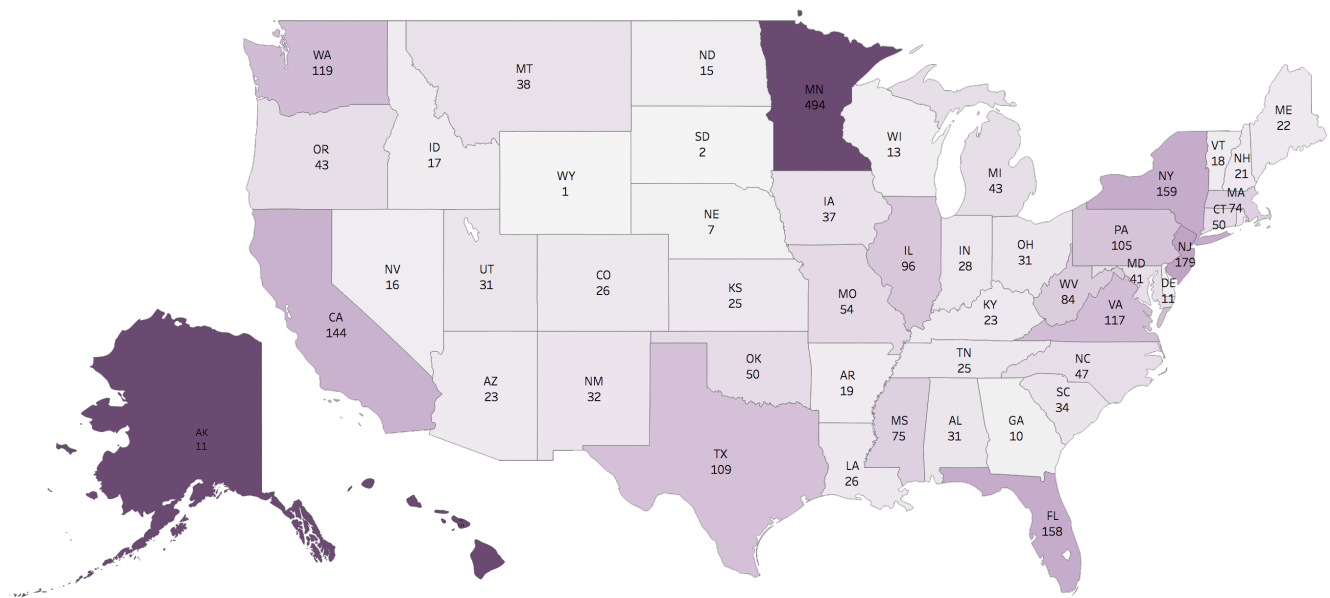 WA
119
MT
38
ND
15
MN
494
OR
43
ID
17
SD
2
WI
13
MI
43
ME
22
VT
18
NH
21
NY
159
MA
74
CT
50
WY
1
NE
7
IA
37
PA
105
NJ
179
NV
16
UT
31
CO
26
KS
25
MO
54
IL
96
IN
28
OH
31
MD
41
DE
11
WV
84
VA
117
KY
23
CA
144
AZ
23
NM
32
OK
50
AR
19
TN
25
NC
47
SC
34
MS
75
AL
31
GA
10
TX
109
LA
26
FL
158
AK
11